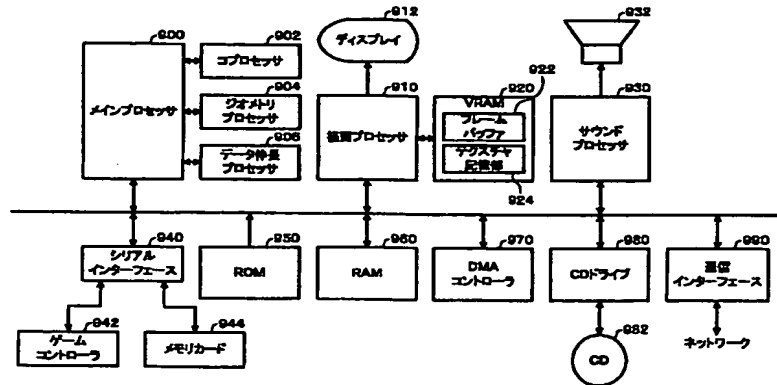 900
メインプロセッサ
902
コプロセッサ
904
ジオメトリ
プロセッサ
906
データ伸長
プロセッサ
912
ディスプレイ
910
描画プロセッサ
920
VRAM
922
フレーム
バッファ
テクスチャ
記憶部
924
932
930
サウンド
プロセッサ
940
シリアル
インターフェース
942
ゲーム
コントローラ
944
メモリカード
950
ROM
960
RAM
970
DMA
コントローラ
980
CDドライブ
982
CD
990
通信
インターフェース
ネットワーク